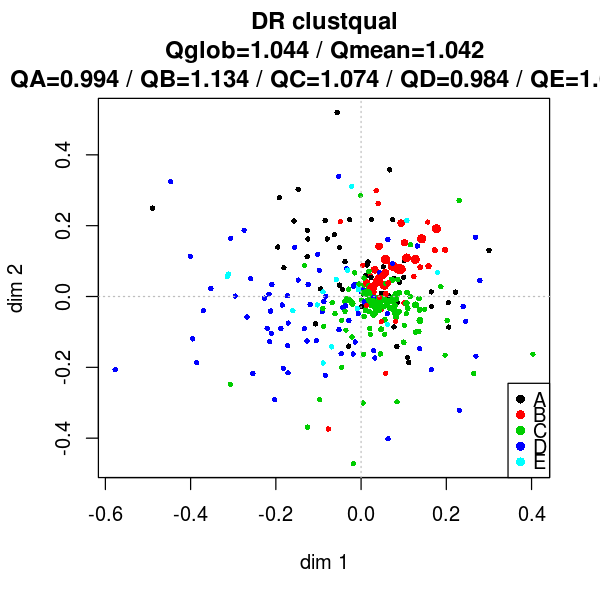 DR clustqual
Qglob=1.044 / Qmean=1.042
QA=0.994 / QB=1.134 / QC=1.074 / QD=0.984 / QE=1.0
dim 2
0.4
0.2
0.0
-0.2
-0.4
A
B
C
D
E
-0.6 -0.4 -0.2 0.0 0.2 0.4
dim 1